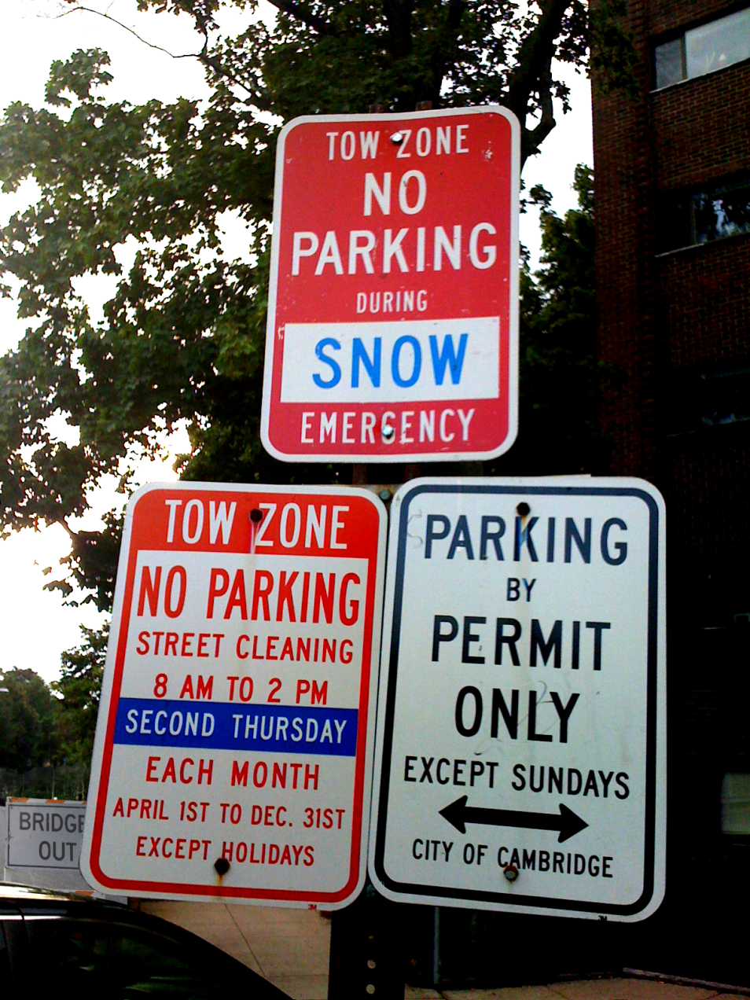 TOW ZONE
NO
PARKING
DURING
SNOW
EMERGENCY
TOW ZONE
NO PARKING
STREET CLEANING
8 AM TO 2 PM
SECOND THURSDAY
EACH MONTH
APRIL 1ST TO DEC. 31ST
EXCEPT HOLIDAYS
3M
PARKING
BY
PERMIT
ONLY
EXCEPT SUNDAYS
CITY OF CAMBRIDGE
3M
BRIDGE
OUT